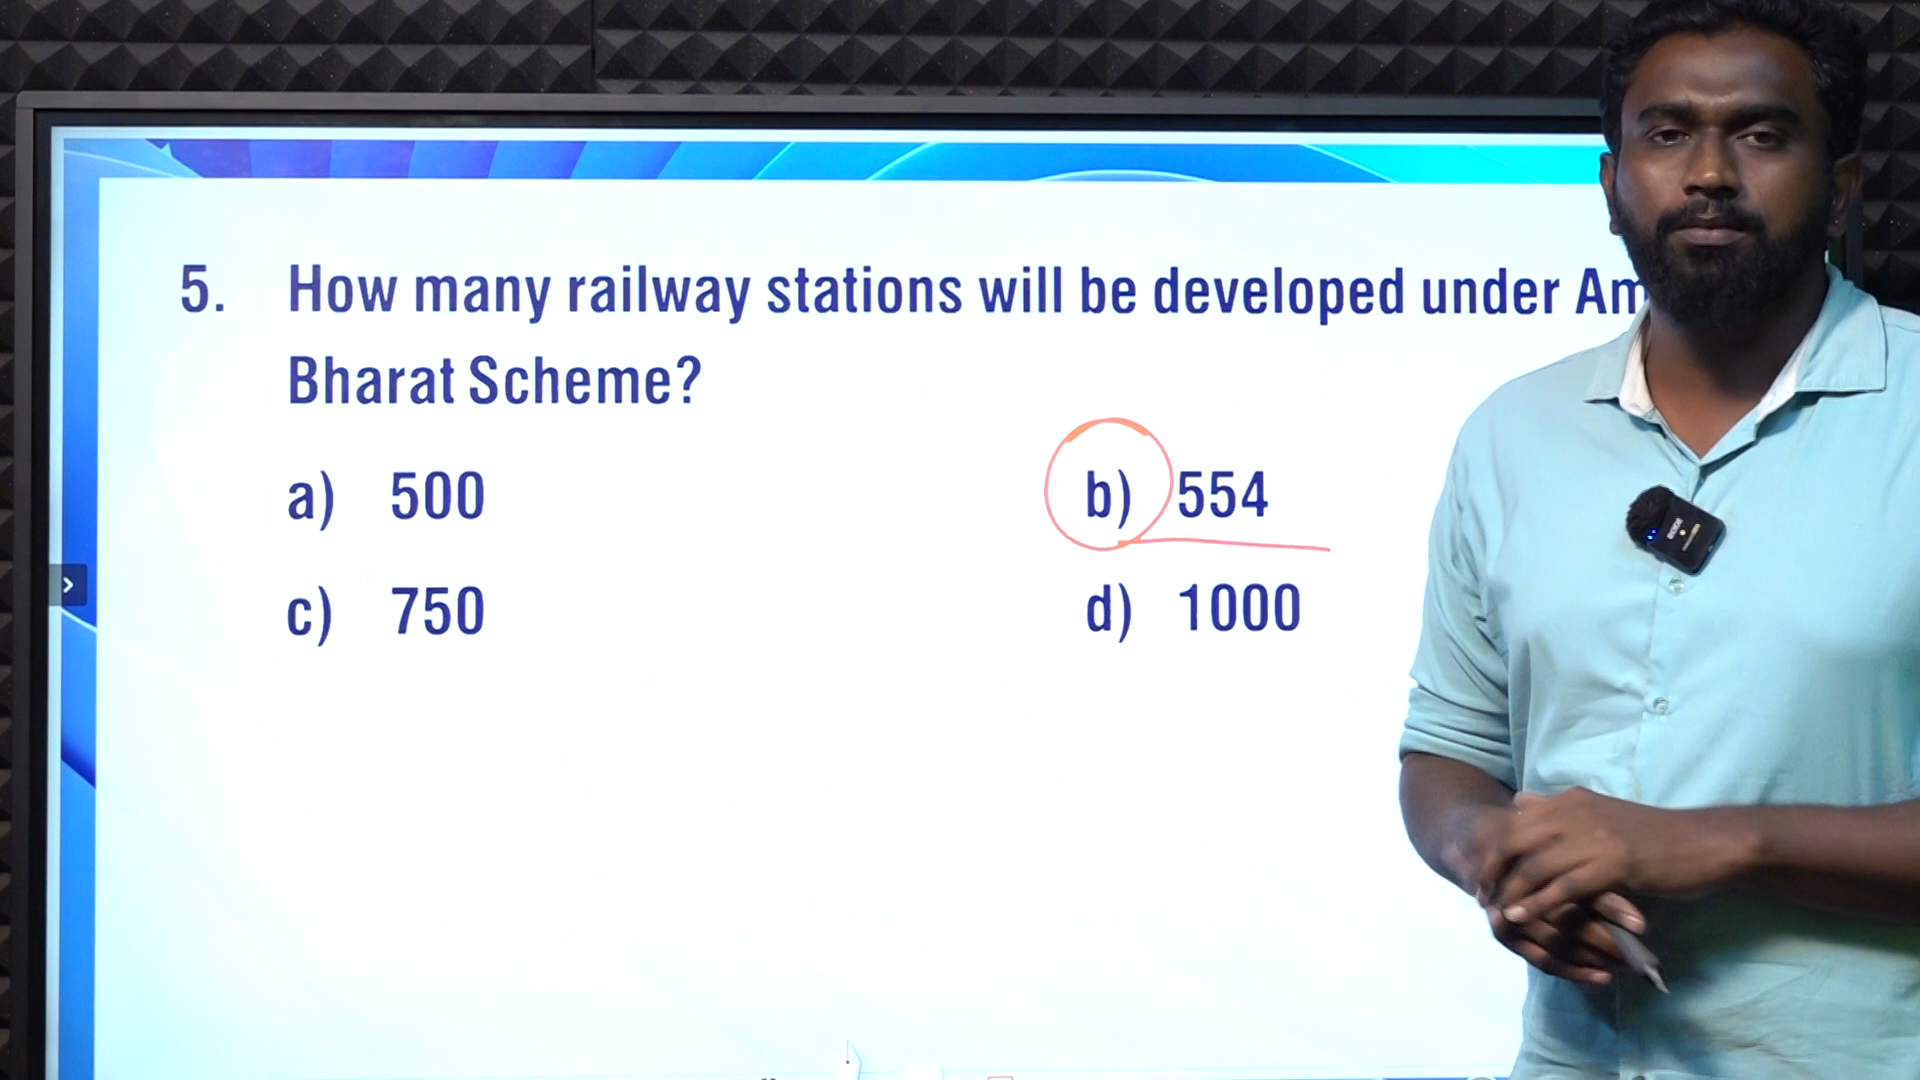 5. How many railway stations will be developed under Am
Bharat Scheme?
a) 500 b) 554
c) 750 d) 1000